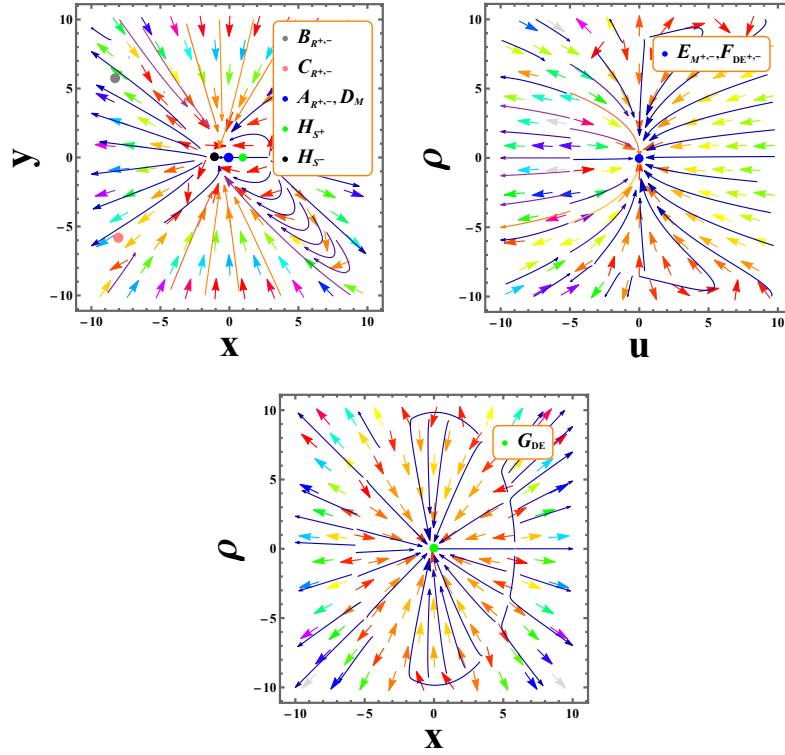 B_{R^{+,-}}
C_{R^{+,-}}
A_{R^{+,-}}, D_M
H_{S^+}
H_{S^-}
10
5
0
-5
-10
y
-10 -5 0 5 10
x
E_{M^{+,-}}, F_{DE^{+,-}}
10
5
0
-5
-10
ρ
-10 -5 0 5 10
u
G_{DE}
10
5
0
-5
-10
ρ
-10 -5 0 5 10
x